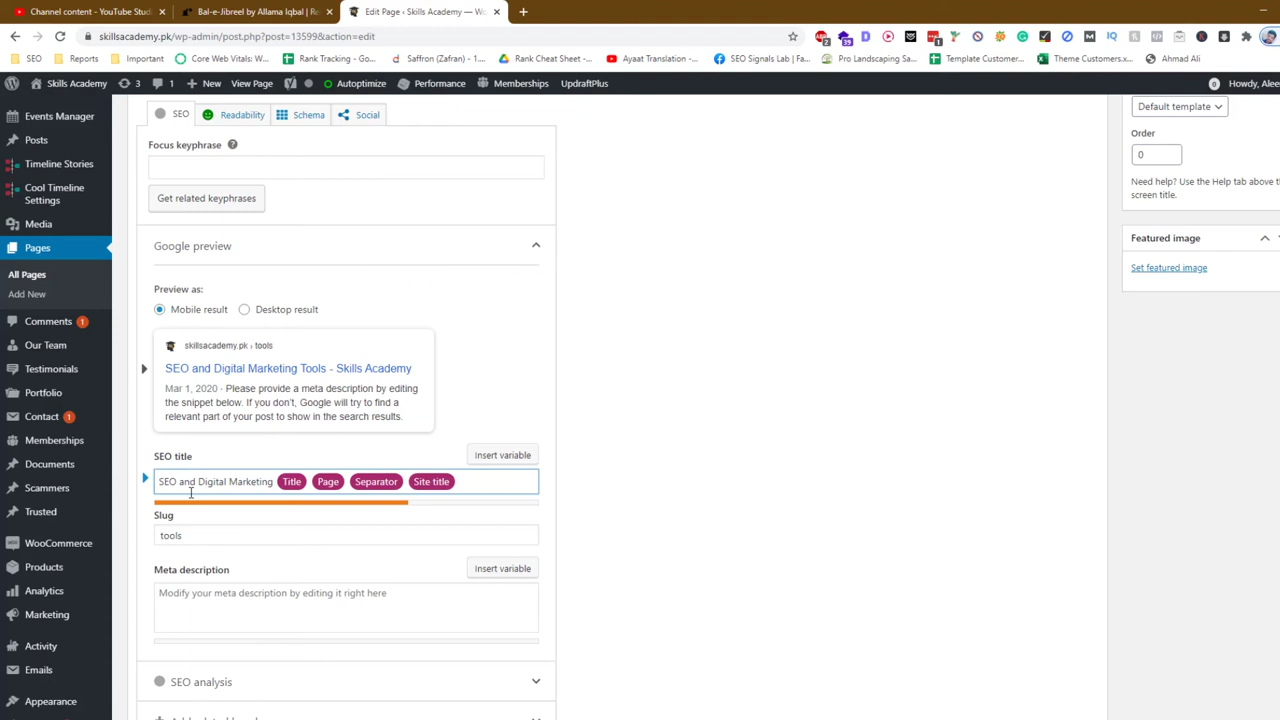 Channel content - YouTube Studi
Bal-e-Jibreel by Allama Iqbal | Re
Edit Page ‹ Skills Academy — Wo
skillsacademy.pk/wp-admin/post.php?post=13599&action=edit
SEO
Reports
Important
Core Web Vitals: W...
Rank Tracking - Go...
Saffron (Zafran) - 1...
Rank Cheat Sheet -...
Ayaat Translation -...
SEO Signals Lab | Fa...
Pro Landscaping Sa...
Template Customer...
Theme Customers.x...
Ahmad Ali
Skills Academy
3
1
New
View Page
Autoptimize
Performance
Memberships
UpdraftPlus
0
Howdy, Alee
Events Manager
Posts
Timeline Stories
Cool Timeline
Settings
Media
Pages
All Pages
Add New
Comments 1
Our Team
Testimonials
Portfolio
Contact 1
Memberships
Documents
Scammers
Trusted
WooCommerce
Products
Analytics
Marketing
Activity
Emails
Appearance
SEO
Readability
Schema
Social
Focus keyphrase
Get related keyphrases
Google preview
Preview as:
Mobile result
Desktop result
skillsacademy.pk › tools
SEO and Digital Marketing Tools - Skills Academy
Mar 1, 2020 · Please provide a meta description by editing
the snippet below. If you don't, Google will try to find a
relevant part of your post to show in the search results.
SEO title
Insert variable
SEO and Digital Marketing Title Page Separator Site title
Slug
tools
Meta description
Insert variable
Modify your meta description by editing it right here
SEO analysis
Default template
Order
0
Need help? Use the Help tab above th
screen title.
Featured image
Set featured image